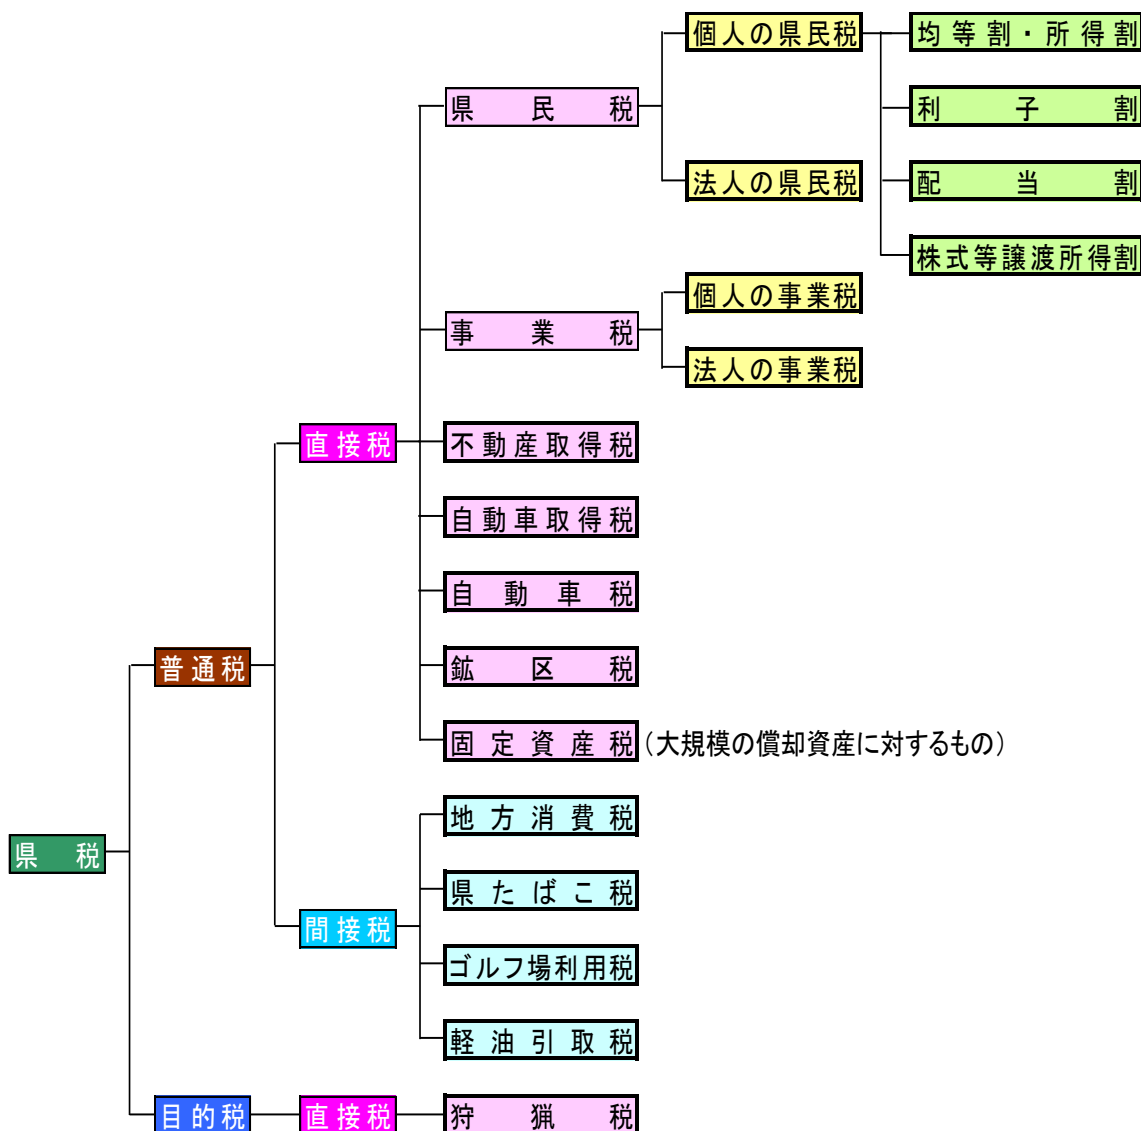 個人の県民税 均等割・所得割
県民税 利子割
法人の県民税 配当割
株式等譲渡所得割
個人の事業税
事業税
法人の事業税
直接税 不動産取得税
自動車取得税
自動車税
普通税 鉱区税
固定資産税(大規模の償却資産に対するもの)
地方消費税
県税
県たばこ税
間接税
ゴルフ場利用税
軽油引取税
目的税 直接税 狩猟税